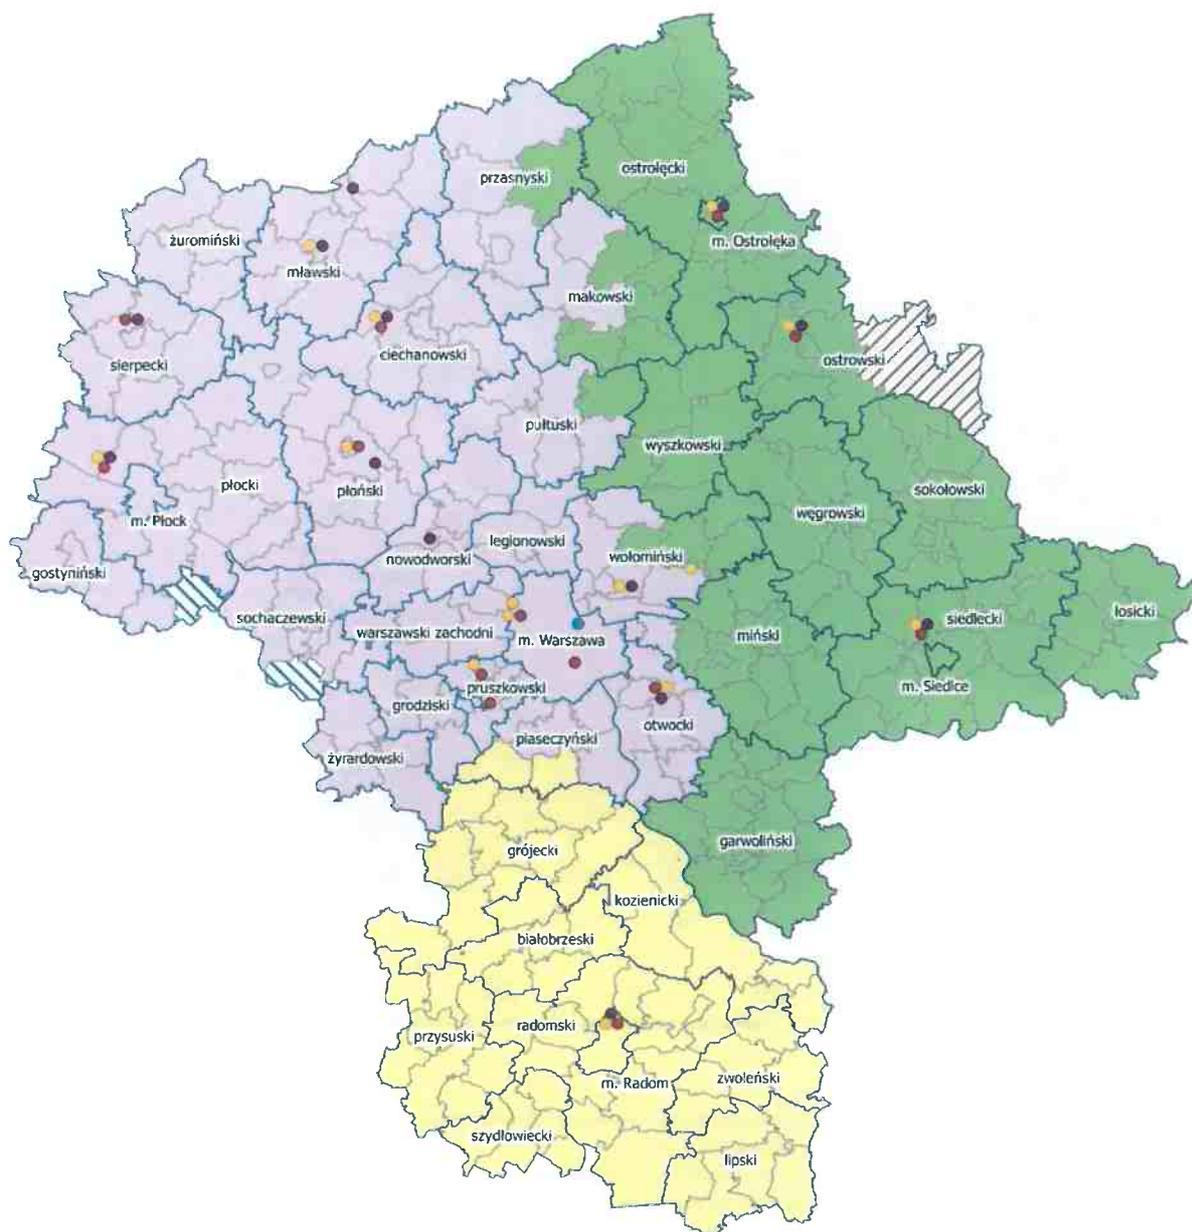 ostrołęcki
przasnyski
m. Ostrołęka
żuromiński
mławski
makowski
ciechanowski
ostrowski
sierpecki
pułtuski
wyszkowski
płocki
płoński
sokołowski
węgrowski
m. Płock
legionowski
wołomiński
nowodworski
gostyniński
łosicki
sochaczewski
siedlecki
warszawski zachodni
miński
m. Warszawa
pruszkowski
m. Siedlce
grodziski
otwocki
piaseczyński
żyrardowski
garwoliński
grójecki
kozienicki
białobrzeski
radomski
przysuski
zwoleński
m. Radom
szydłowiecki
lipski